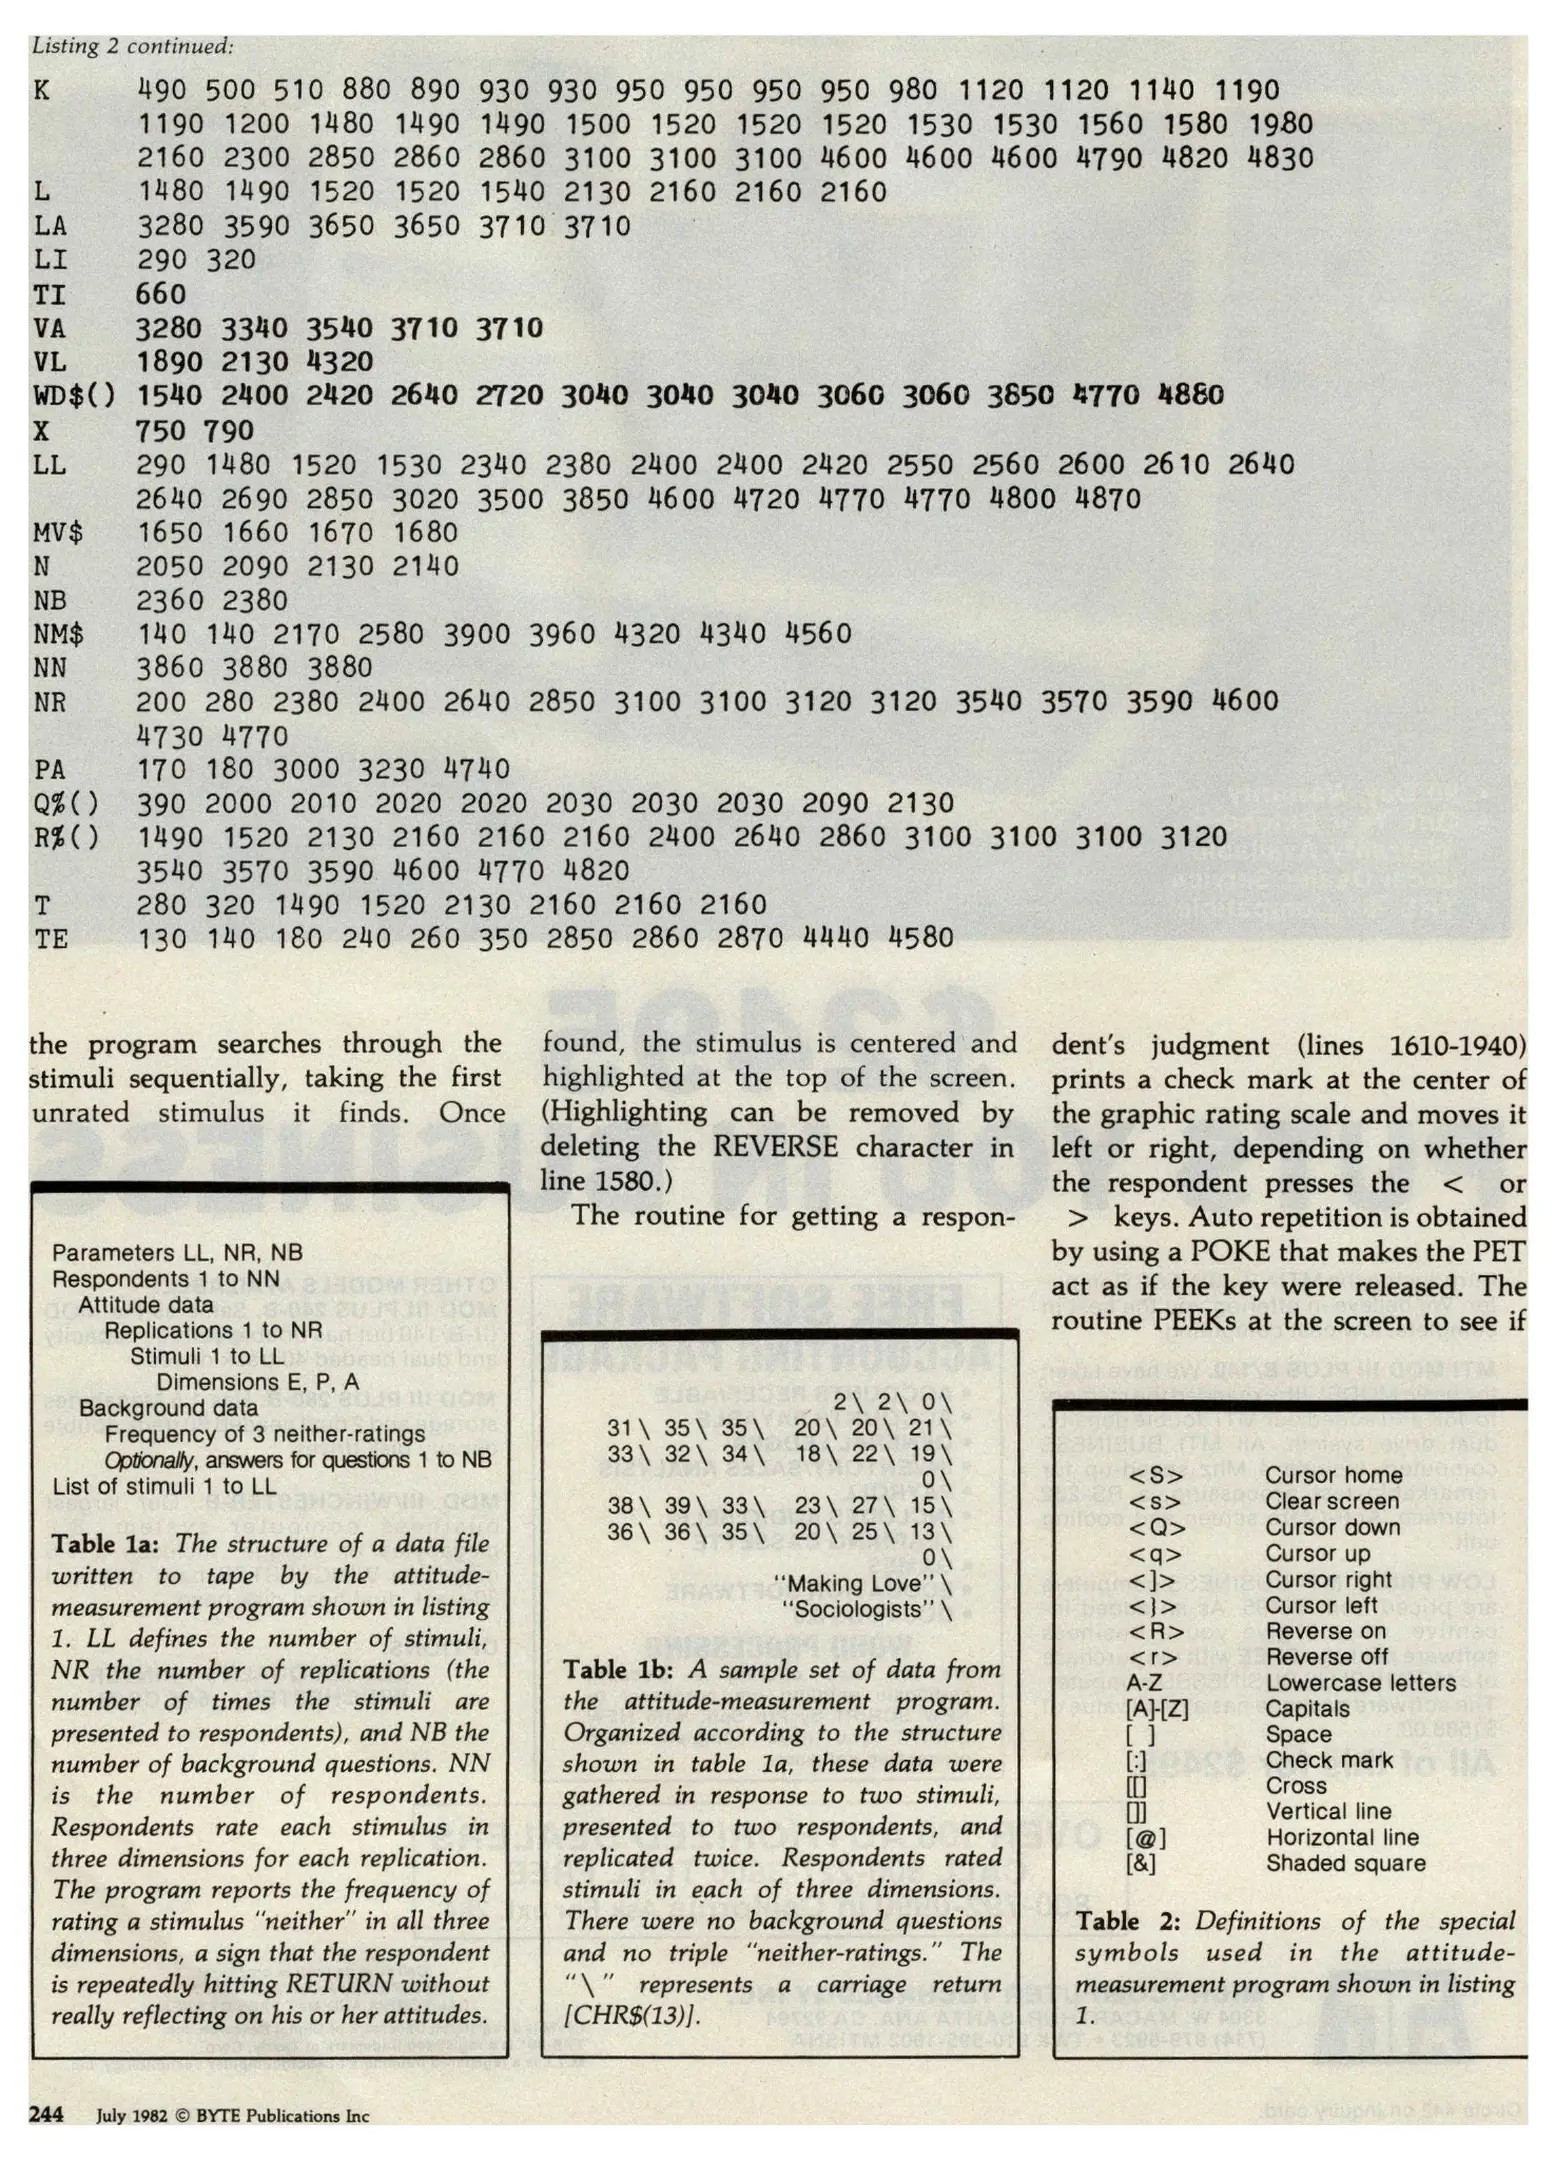 Listing 2 continued:
K 490 500 510 880 890 930 930 950 950 950 950 980 1120 1120 1140 1190
1190 1200 1480 1490 1490 1500 1520 1520 1520 1530 1530 1560 1580 1980
2160 2300 2850 2860 2860 3100 3100 3100 4600 4600 4600 4790 4820 4830
L 1480 1490 1520 1520 1540 2130 2160 2160 2160
LA 3280 3590 3650 3650 3710 3710
LI 290 320
TI 660
VA 3280 3340 3540 3710 3710
VL 1890 2130 4320
WD$() 1540 2400 2420 2640 2720 3040 3040 3040 3060 3060 3850 4770 4880
X 750 790
LL 290 1480 1520 1530 2340 2380 2400 2400 2420 2550 2560 2600 2610 2640
2640 2690 2850 3020 3500 3850 4600 4720 4770 4770 4800 4870
MV$ 1650 1660 1670 1680
N 2050 2090 2130 2140
NB 2360 2380
NM$ 140 140 2170 2580 3900 3960 4320 4340 4560
NN 3860 3880 3880
NR 200 280 2380 2400 2640 2850 3100 3100 3120 3120 3540 3570 3590 4600
4730 4770
PA 170 180 3000 3230 4740
Q%() 390 2000 2010 2020 2020 2030 2030 2030 2090 2130
R%() 1490 1520 2130 2160 2160 2160 2400 2640 2860 3100 3100 3100 3120
3540 3570 3590 4600 4770 4820
T 280 320 1490 1520 2130 2160 2160 2160
TE 130 140 180 240 260 350 2850 2860 2870 4440 4580
the program searches through the
stimuli sequentially, taking the first
unrated stimulus it finds. Once
Parameters LL, NR, NB
Respondents 1 to NN
Attitude data
Replications 1 to NR
Stimuli 1 to LL
Dimensions E, P, A
Background data
Frequency of 3 neither-ratings
Optionally, answers for questions 1 to NB
List of stimuli 1 to LL
Table 1a: The structure of a data file
written to tape by the attitude-
measurement program shown in listing
1. LL defines the number of stimuli,
NR the number of replications (the
number of times the stimuli are
presented to respondents), and NB the
number of background questions. NN
is the number of respondents.
Respondents rate each stimulus in
three dimensions for each replication.
The program reports the frequency of
rating a stimulus "neither" in all three
dimensions, a sign that the respondent
is repeatedly hitting RETURN without
really reflecting on his or her attitudes.
found, the stimulus is centered and
highlighted at the top of the screen.
(Highlighting can be removed by
deleting the REVERSE character in
line 1580.)
The routine for getting a respon-
2\ 2\ 0\
31\ 35\ 35\ 20\ 20\ 21\
33\ 32\ 34\ 18\ 22\ 19\
0\
38\ 39\ 33\ 23\ 27\ 15\
36\ 36\ 35\ 20\ 25\ 13\
0\
"Making Love"\
"Sociologists"\
Table 1b: A sample set of data from
the attitude-measurement program.
Organized according to the structure
shown in table 1a, these data were
gathered in response to two stimuli,
presented to two respondents, and
replicated twice. Respondents rated
stimuli in each of three dimensions.
There were no background questions
and no triple "neither-ratings." The
"\" represents a carriage return
[CHR$(13)].
dent's judgment (lines 1610-1940)
prints a check mark at the center of
the graphic rating scale and moves it
left or right, depending on whether
the respondent presses the < or
> keys. Auto repetition is obtained
by using a POKE that makes the PET
act as if the key were released. The
routine PEEKs at the screen to see if
<S> Cursor home
<s> Clear screen
<Q> Cursor down
<q> Cursor up
<]> Cursor right
<}> Cursor left
<R> Reverse on
<r> Reverse off
A-Z Lowercase letters
[A]-[Z] Capitals
[ ] Space
[:] Check mark
[[] Cross
[]] Vertical line
[@] Horizontal line
[&] Shaded square
Table 2: Definitions of the special
symbols used in the attitude-
measurement program shown in listing
1.
244 July 1982 © BYTE Publications Inc